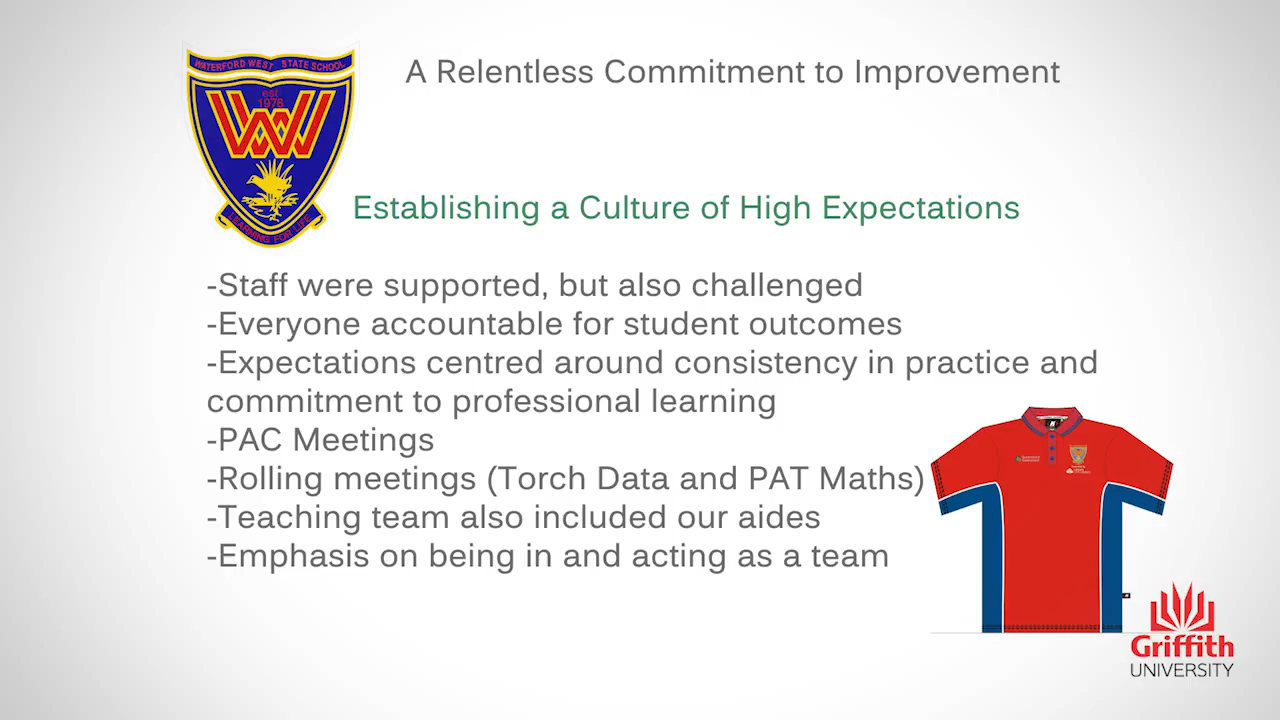 WATERFORD WEST STATE SCHOOL
A Relentless Commitment to Improvement
est
1976
LEARNING FOR LIFE
Establishing a Culture of High Expectations
-Staff were supported, but also challenged
-Everyone accountable for student outcomes
-Expectations centred around consistency in practice and
commitment to professional learning
-PAC Meetings
-Rolling meetings (Torch Data and PAT Maths)
-Teaching team also included our aides
-Emphasis on being in and acting as a team
Griffith
UNIVERSITY